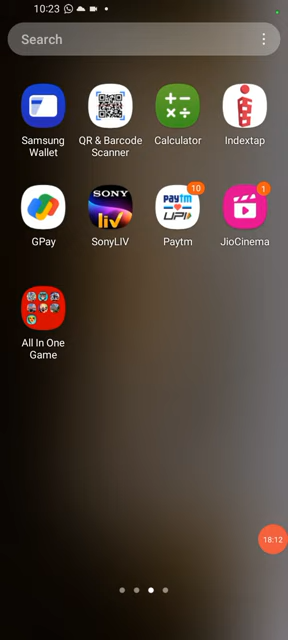 10:23
Search
Samsung
Wallet
QR & Barcode
Scanner
Calculator
Indextap
SONY
liv
Paytm
UPI
10
1
GPay
SonyLIV
Paytm
JioCinema
All In One
Game
18:12